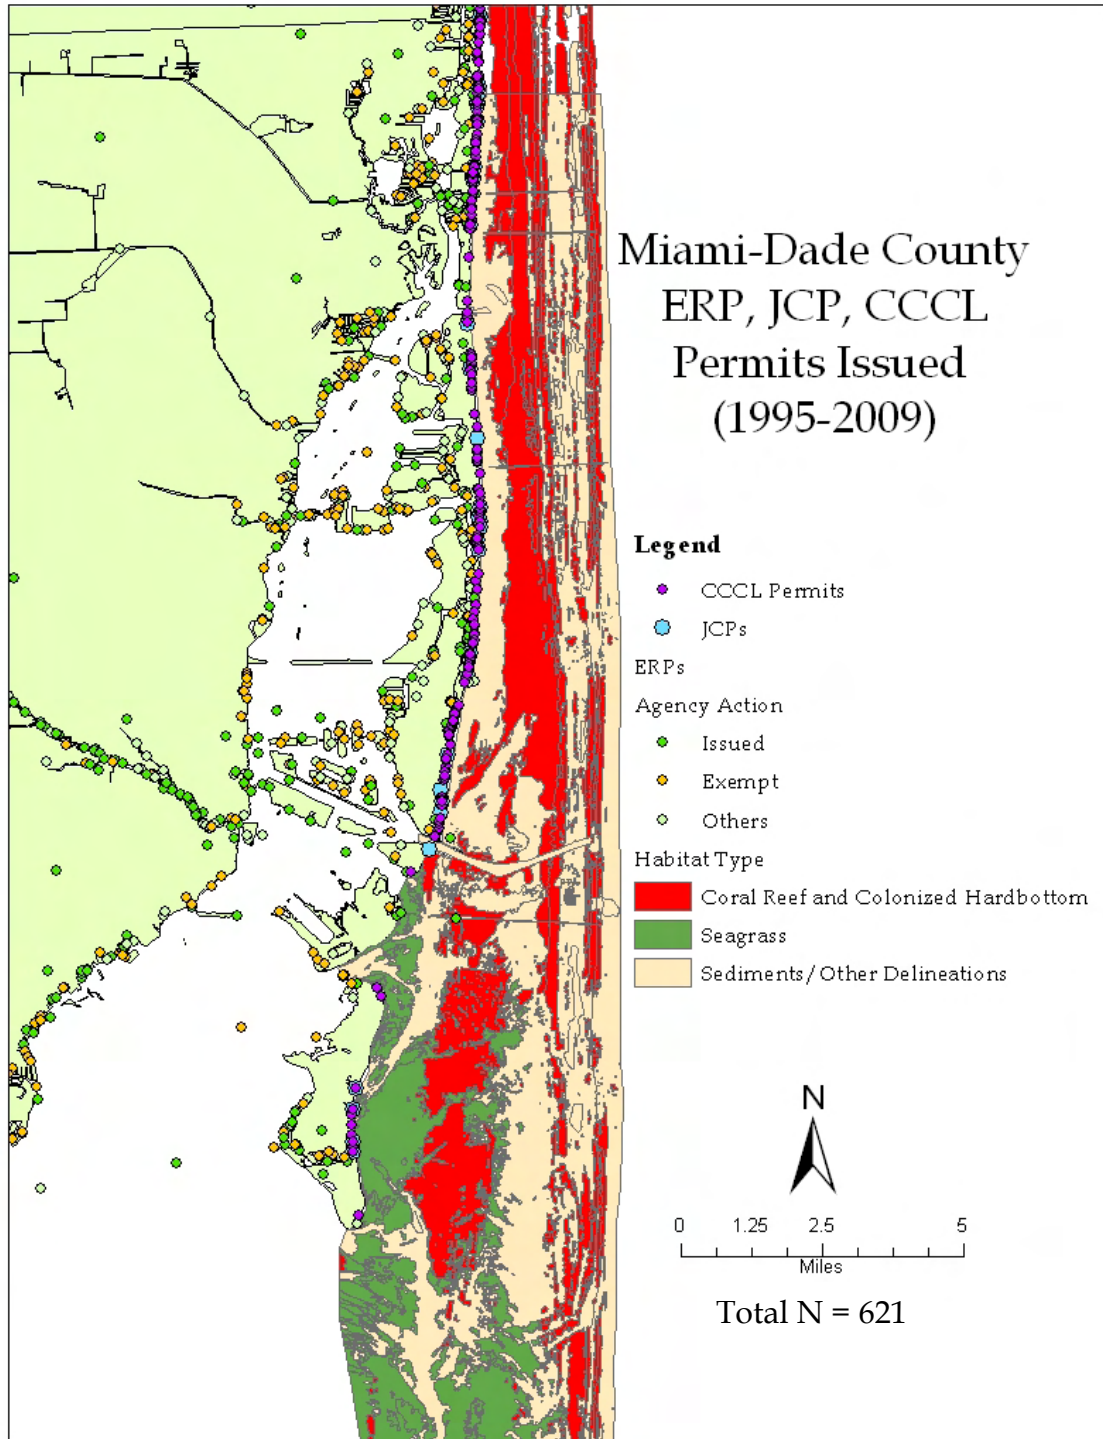 Miami-Dade County
ERP, JCP, CCCL
Permits Issued
(1995-2009)
Legend
CCCL Permits
JCPs
ERPs
Agency Action
Issued
Exempt
Others
Habitat Type
Coral Reef and Colonized Hardbottom
Seagrass
Sediments/Other Delineations
N
0 1.25 2.5 5
Miles
Total N = 621